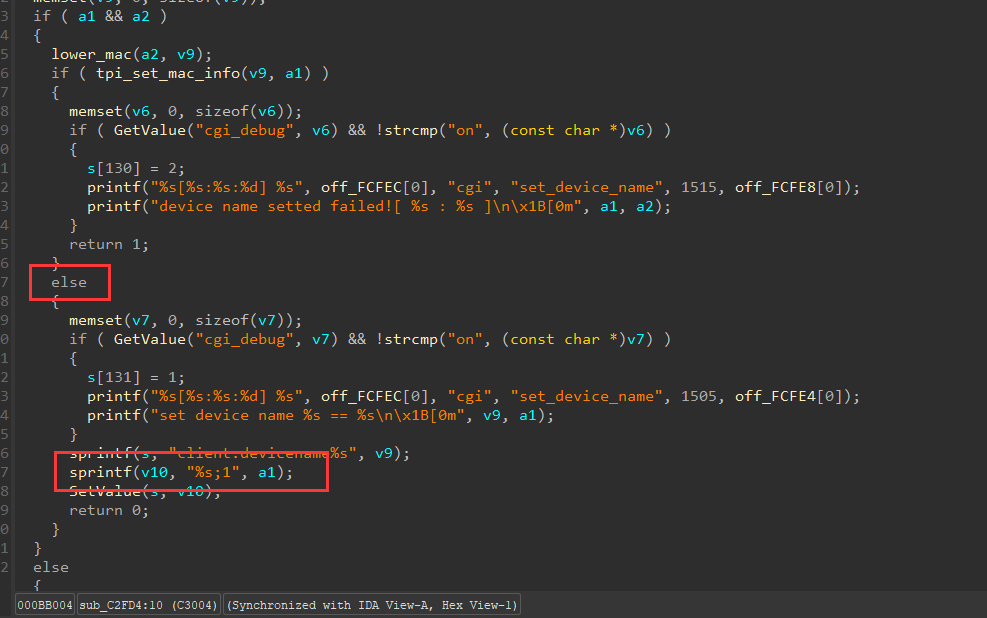 memset(v9, 0, sizeof(v9));
3 if ( a1 && a2 )
4 {
5 lower_mac(a2, v9);
6 if ( tpi_set_mac_info(v9, a1) )
7 {
8 memset(v6, 0, sizeof(v6));
9 if ( GetValue("cgi_debug", v6) && !strcmp("on", (const char *)v6) )
0 {
1 s[130] = 2;
2 printf("%s[%s:%s:%d] %s", off_FCFEC[0], "cgi", "set_device_name", 1515, off_FCFE8[0]);
3 printf("device name setted failed![ %s : %s ]\n\x1B[0m", a1, a2);
4 }
5 return 1;
6 }
7 else
8 {
9 memset(v7, 0, sizeof(v7));
0 if ( GetValue("cgi_debug", v7) && !strcmp("on", (const char *)v7) )
1 {
2 s[131] = 1;
3 printf("%s[%s:%s:%d] %s", off_FCFEC[0], "cgi", "set_device_name", 1505, off_FCFE4[0]);
4 printf("set device name %s == %s\n\x1B[0m", v9, a1);
5 }
6 sprintf(s, "client.devicename%s", v9);
7 sprintf(v10, "%s;1", a1);
8 SetValue(s, v10);
9 return 0;
0 }
1 }
2 else
{
000BB004 sub_C2FD4:10 (C3004) (Synchronized with IDA View-A, Hex View-1)